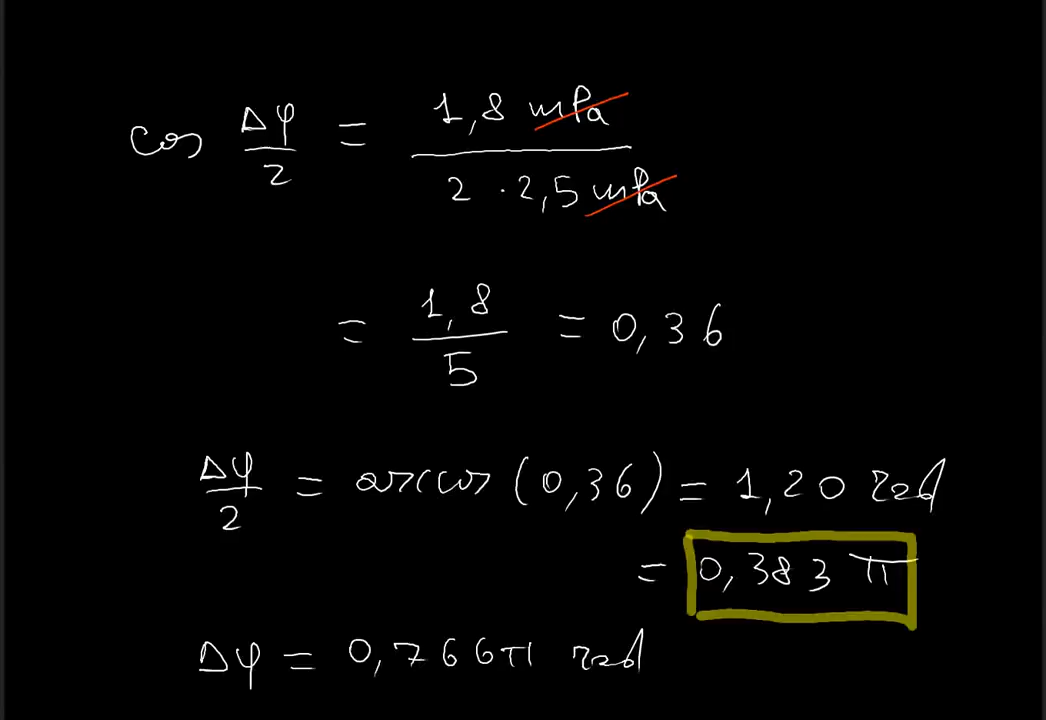 cos Δφ/2 = 1,8 mPa / 2 · 2,5 mPa
= 1,8 / 5 = 0,36
Δφ/2 = arccos (0,36) = 1,20 rad
= 0,383 π
Δφ = 0,766π rad